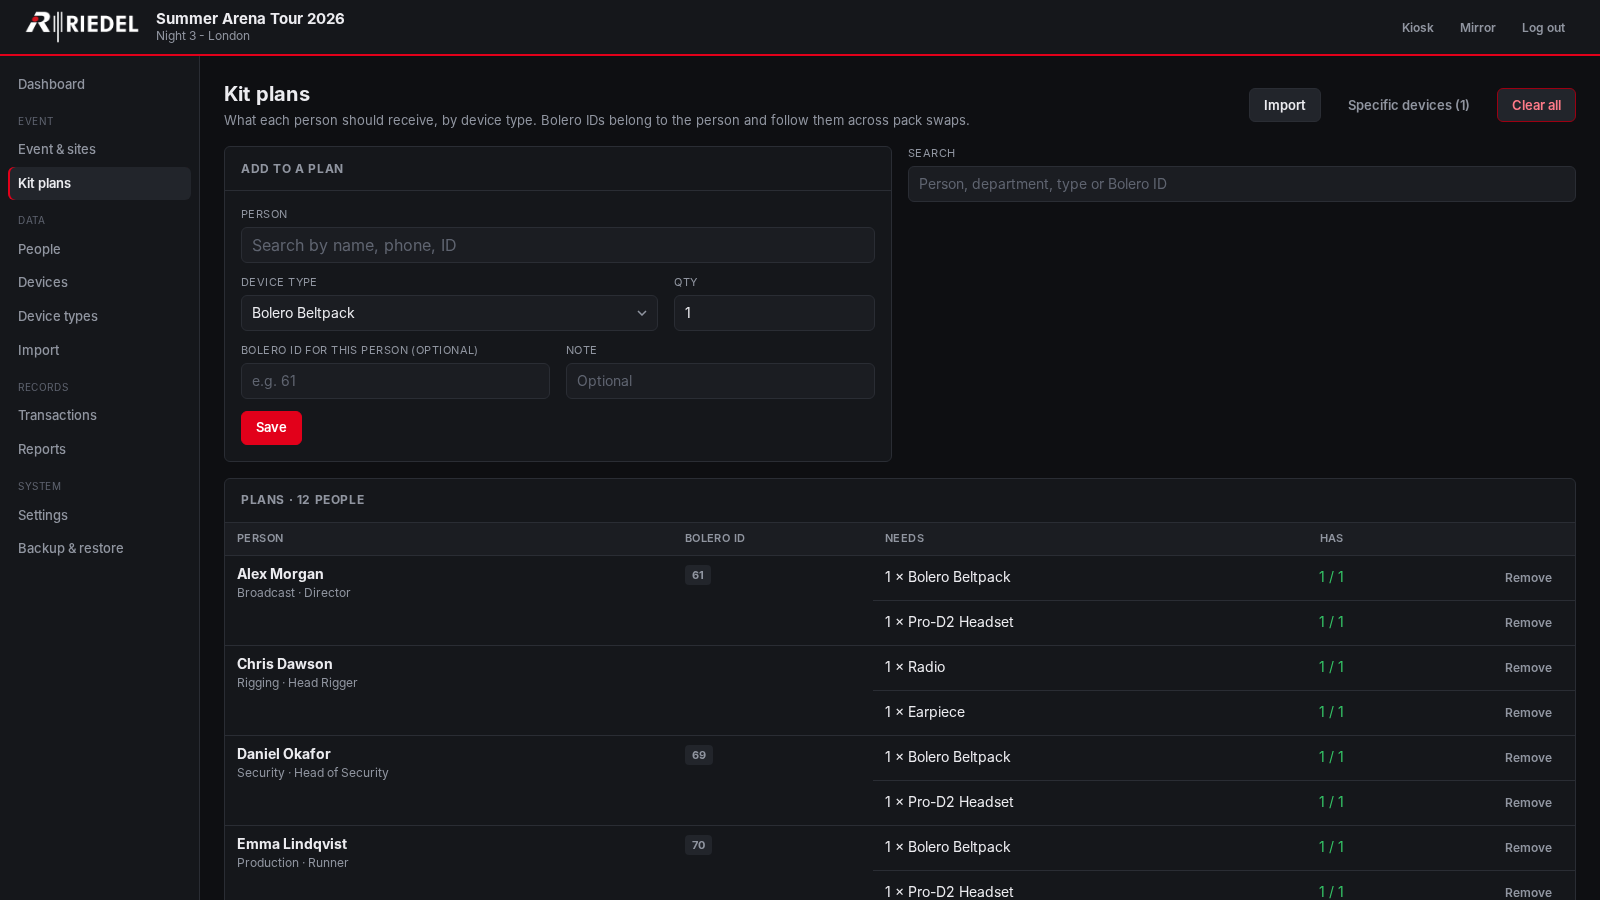 RIEDEL
Summer Arena Tour 2026
Night 3 - London
Kiosk
Mirror
Log out
Dashboard
EVENT
Event & sites
Kit plans
DATA
People
Devices
Device types
Import
RECORDS
Transactions
Reports
SYSTEM
Settings
Backup & restore
Kit plans
What each person should receive, by device type. Bolero IDs belong to the person and follow them across pack swaps.
Import
Specific devices (1)
Clear all
ADD TO A PLAN
PERSON
Search by name, phone, ID
DEVICE TYPE
QTY
Bolero Beltpack
1
BOLERO ID FOR THIS PERSON (OPTIONAL)
NOTE
e.g. 61
Optional
Save
SEARCH
Person, department, type or Bolero ID
PLANS · 12 PEOPLE
PERSON BOLERO ID NEEDS HAS
Alex Morgan 61 1 × Bolero Beltpack 1 / 1 Remove
Broadcast · Director
1 × Pro-D2 Headset 1 / 1 Remove
Chris Dawson 1 × Radio 1 / 1 Remove
Rigging · Head Rigger
1 × Earpiece 1 / 1 Remove
Daniel Okafor 69 1 × Bolero Beltpack 1 / 1 Remove
Security · Head of Security
1 × Pro-D2 Headset 1 / 1 Remove
Emma Lindqvist 70 1 × Bolero Beltpack 1 / 1 Remove
Production · Runner
1 × Pro-D2 Headset 1 / 1 Remove